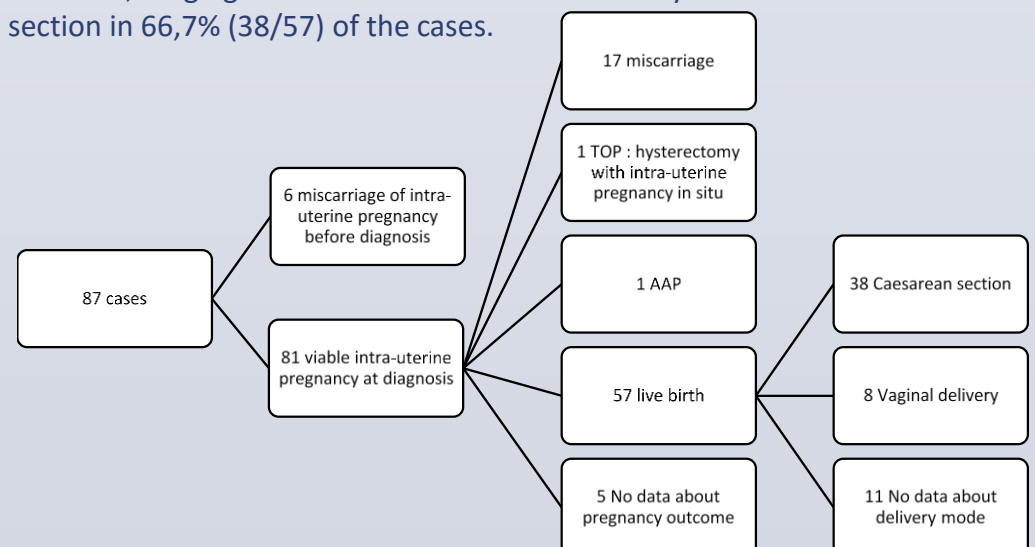 section in 66,7% (38/57) of the cases.
87 cases
6 miscarriage of intra-
uterine pregnancy
before diagnosis
81 viable intra-uterine
pregnancy at diagnosis
17 miscarriage
1 TOP : hysterectomy
with intra-uterine
pregnancy in situ
1 AAP
57 live birth
5 No data about
pregnancy outcome
38 Caesarean section
8 Vaginal delivery
11 No data about
delivery mode